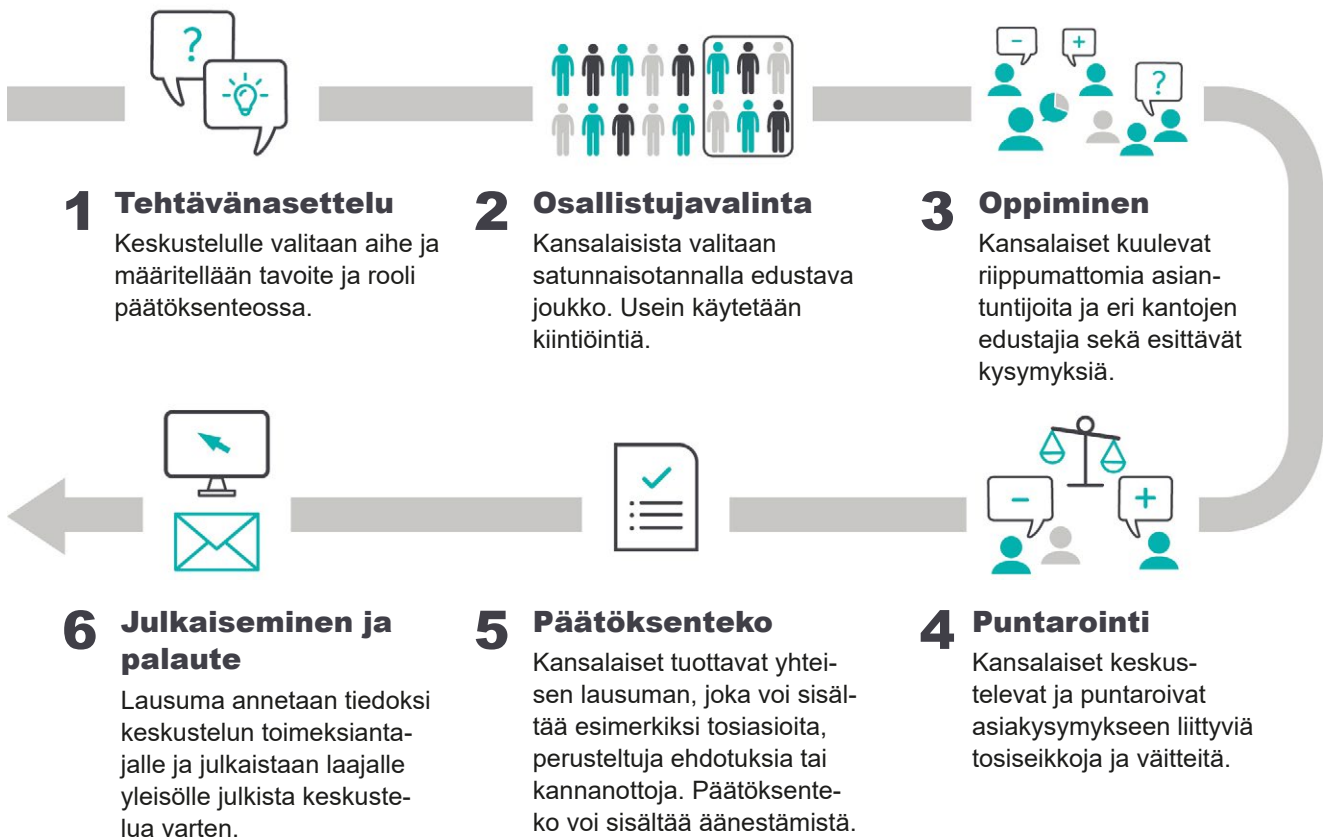 ?
- +
?
1 Tehtävänasettelu
Keskustelulle valitaan aihe ja
määritellään tavoite ja rooli
päätöksenteossa.
2 Osallistujavalinta
Kansalaisista valitaan
satunnaisotannalla edustava
joukko. Usein käytetään
kiintiöintiä.
3 Oppiminen
Kansalaiset kuulevat
riippumattomia asian-
tuntijoita ja eri kantojen
edustajia sekä esittävät
kysymyksiä.
- +
4 Puntarointi
Kansalaiset keskus-
televat ja puntaroivat
asiakysymykseen liittyviä
tosiseikkoja ja väitteitä.
5 Päätöksenteko
Kansalaiset tuottavat yhtei-
sen lausuman, joka voi sisäl-
tää esimerkiksi tosiasioita,
perusteltuja ehdotuksia tai
kannanottoja. Päätöksente-
ko voi sisältää äänestämistä.
6 Julkaiseminen ja
palaute
Lausuma annetaan tiedoksi
keskustelun toimeksianta-
jalle ja julkaistaan laajalle
yleisölle julkista keskuste-
lua varten.